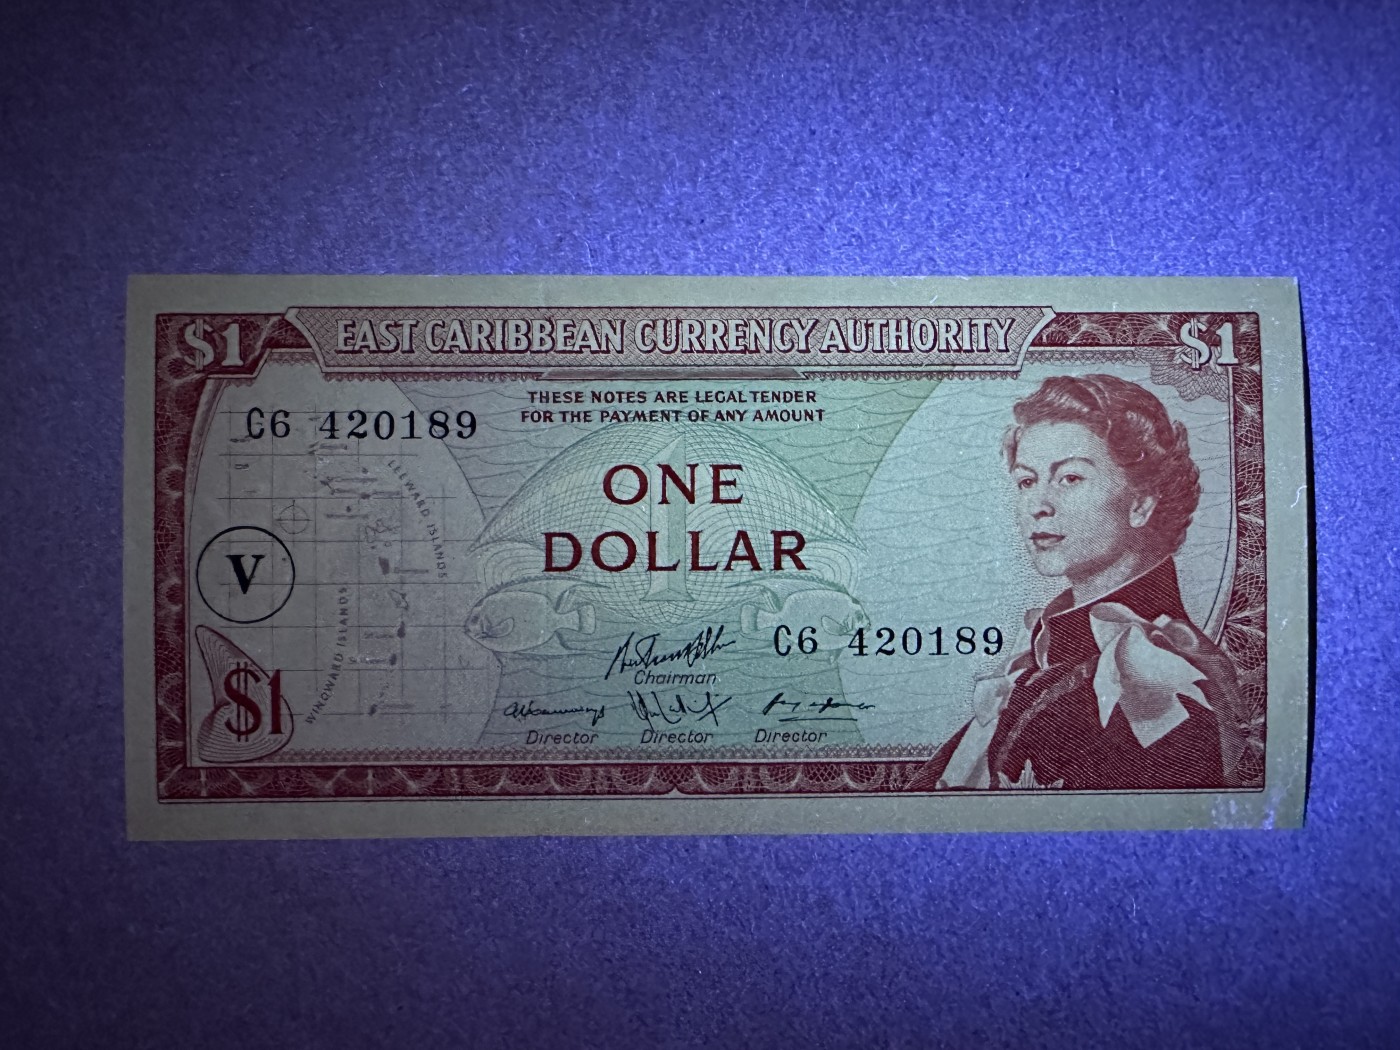 $1 EAST CARIBBEAN CURRENCY AUTHORITY $1
THESE NOTES ARE LEGAL TENDER
FOR THE PAYMENT OF ANY AMOUNT
C6 420189
LEEWARD ISLANDS
ONE
DOLLAR
1
V
WINDWARD ISLANDS
C6 420189
Chairman
$1
Director Director Director